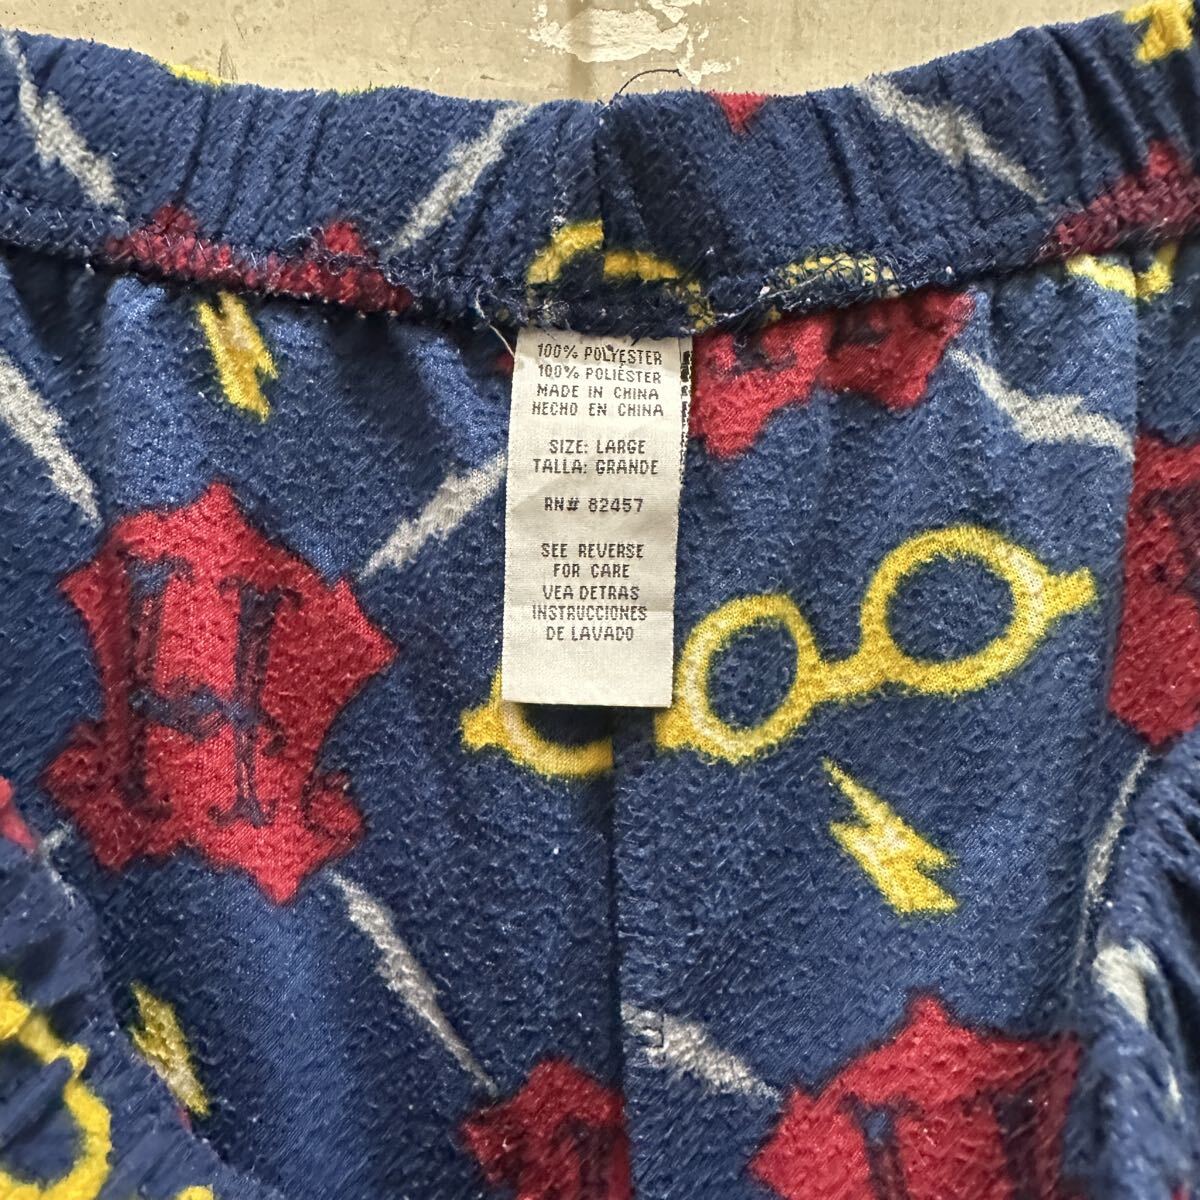 100% POLYESTER
100% POLIÉSTER
MADE IN CHINA
HECHO EN CHINA
SIZE: LARGE
TALLA: GRANDE
RN# 82457
SEE REVERSE
FOR CARE
VEA DETRAS
INSTRUCCIONES
DE LAVADO
H